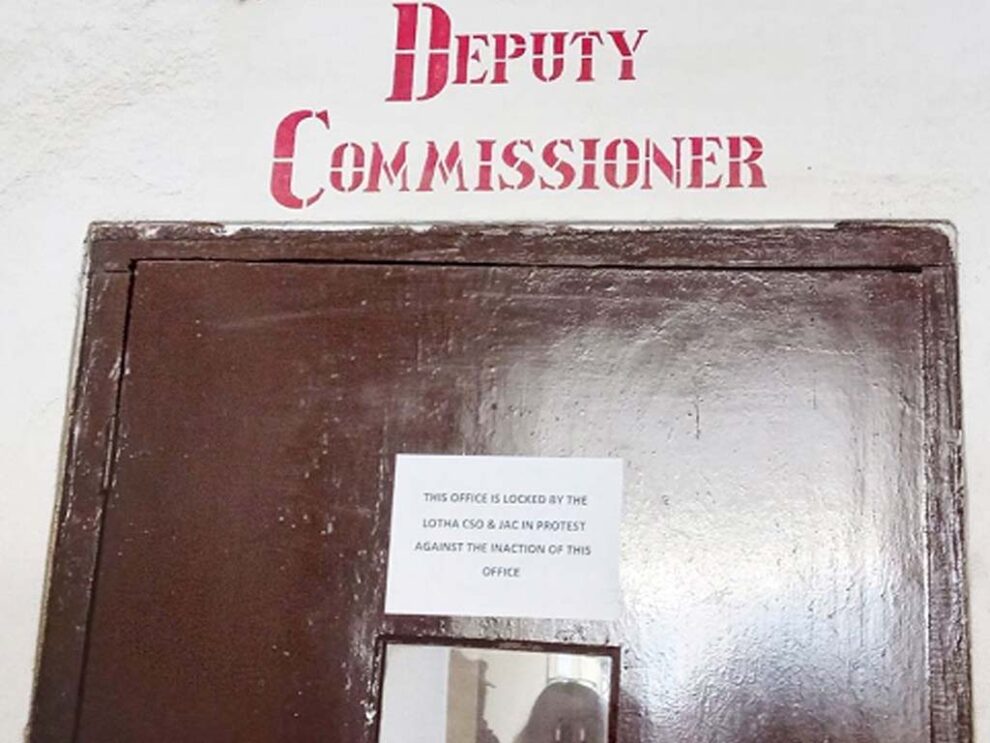 DEPUTY
COMMISSIONER
THIS OFFICE IS LOCKED BY THE
LOTHA CSO & JAC IN PROTEST
AGAINST THE INACTION OF THIS
OFFICE